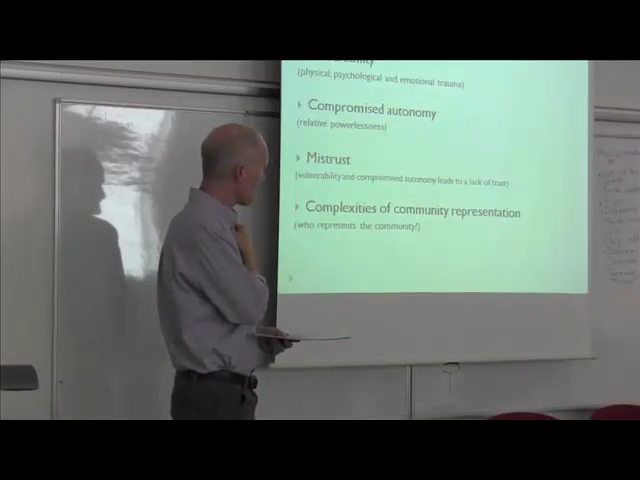 (physical, psychological and emotional trauma)
Compromised autonomy
(relative powerlessness)
Mistrust
(vulnerability and compromised autonomy leads to a lack of trust)
Complexities of community representation
(who represents the community?)